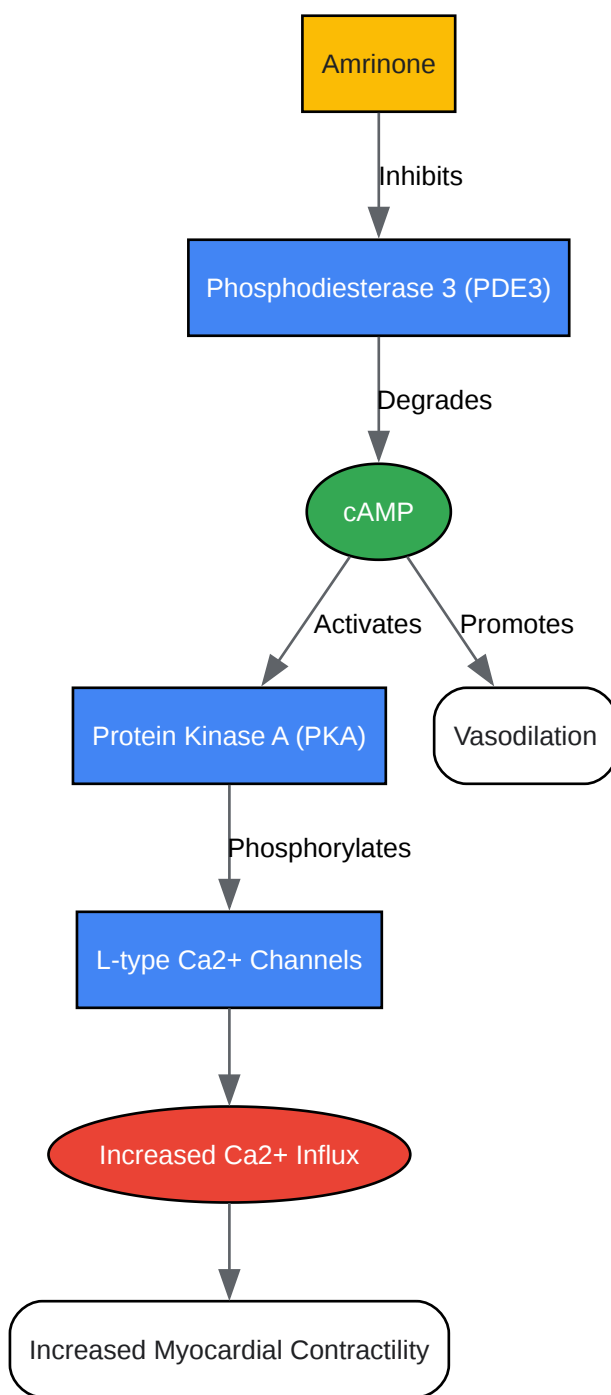 Amrinone
Inhibits
Phosphodiesterase 3 (PDE3)
Degrades
cAMP
Activates
Promotes
Protein Kinase A (PKA)
Vasodilation
Phosphorylates
L-type Ca2+ Channels
Increased Ca2+ Influx
Increased Myocardial Contractility